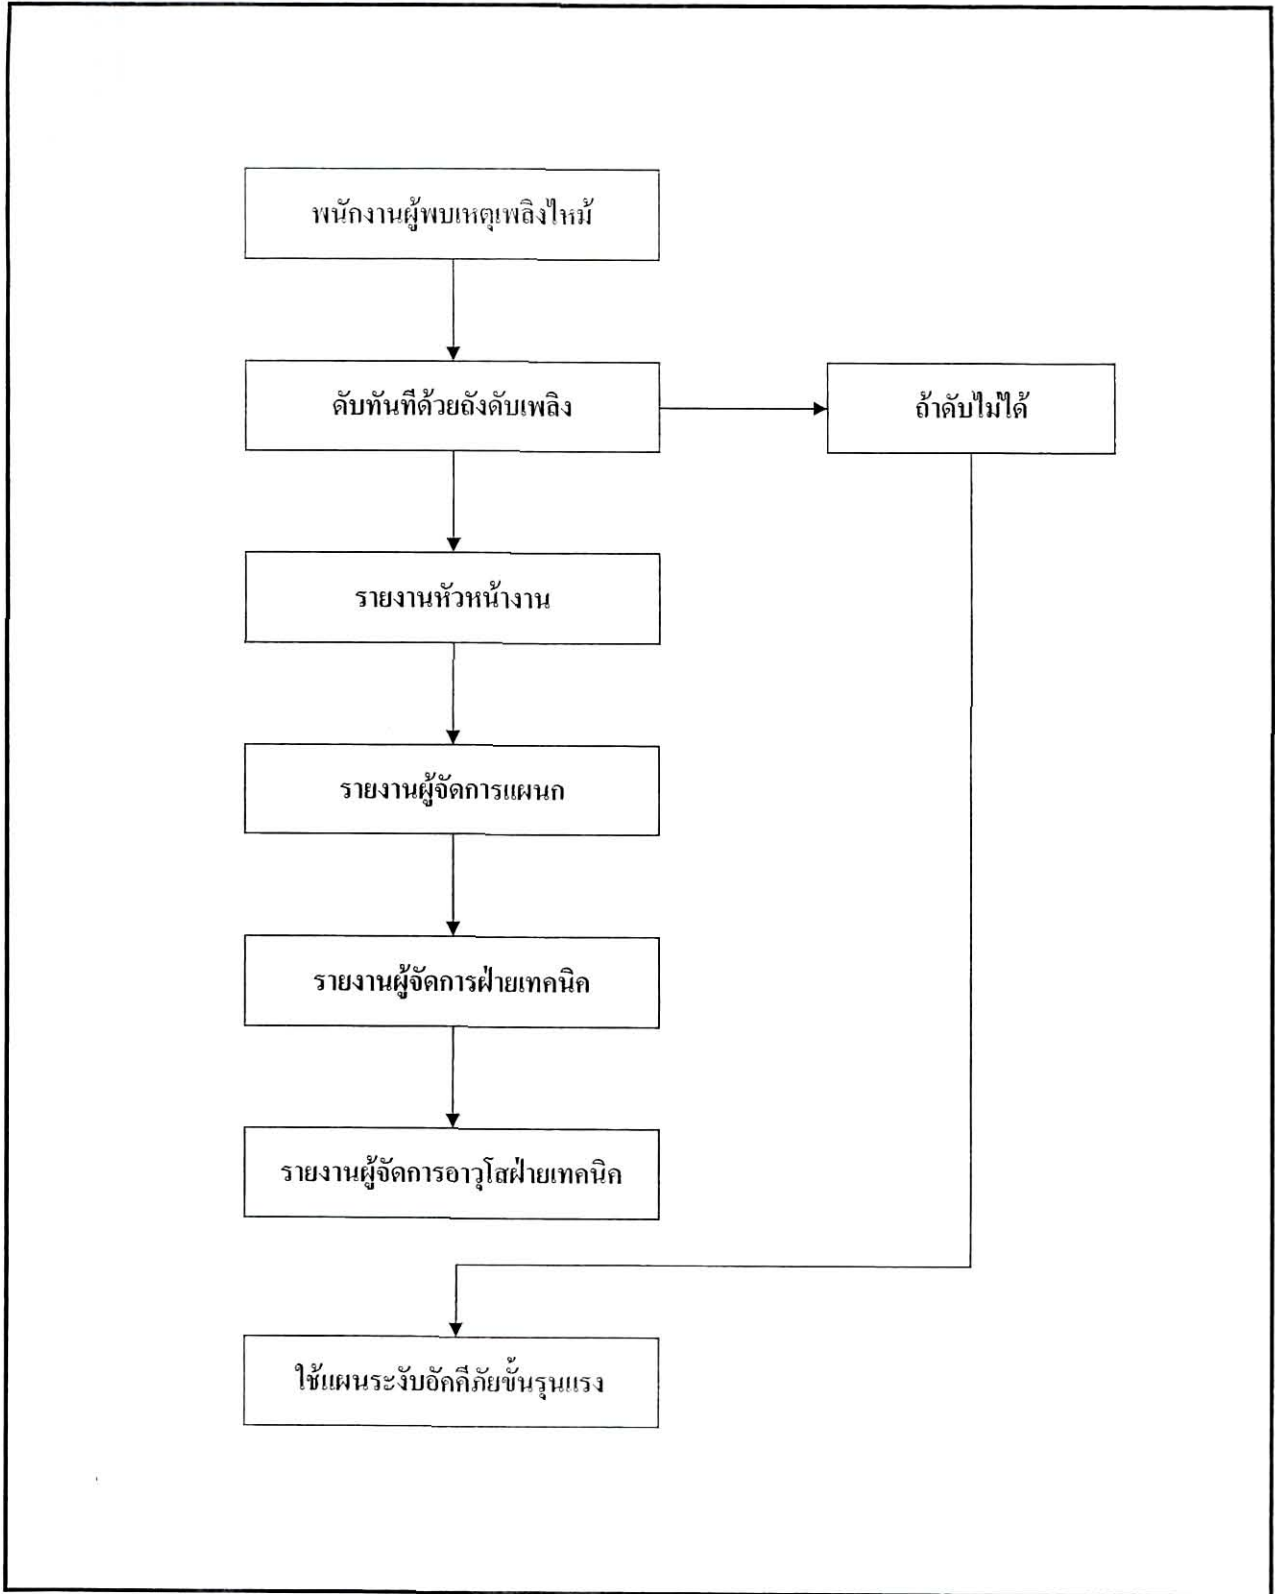 พนักงานผู้พบเหตุเพลิงไหม้
ดับทันทีด้วยถังดับเพลิง
ถ้าดับไม่ได้
รายงานหัวหน้างาน
รายงานผู้จัดการแผนก
รายงานผู้จัดการฝ่ายเทคนิค
รายงานผู้จัดการอาวุโสฝ่ายเทคนิค
ใช้แผนระงับอัคคีภัยขั้นรุนแรง